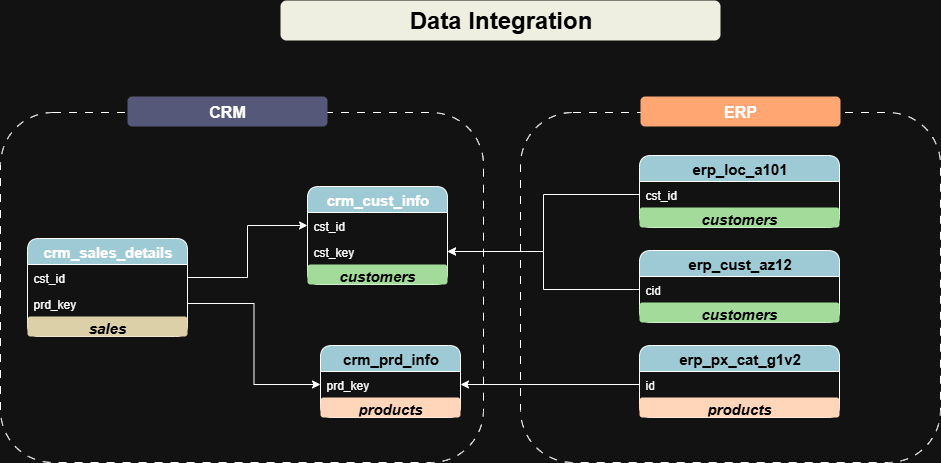 Data Integration
CRM
crm_sales_details
cst_id
prd_key
sales
crm_cust_info
cst_id
cst_key
customers
crm_prd_info
prd_key
products
ERP
erp_loc_a101
cst_id
customers
erp_cust_az12
cid
customers
erp_px_cat_g1v2
id
products